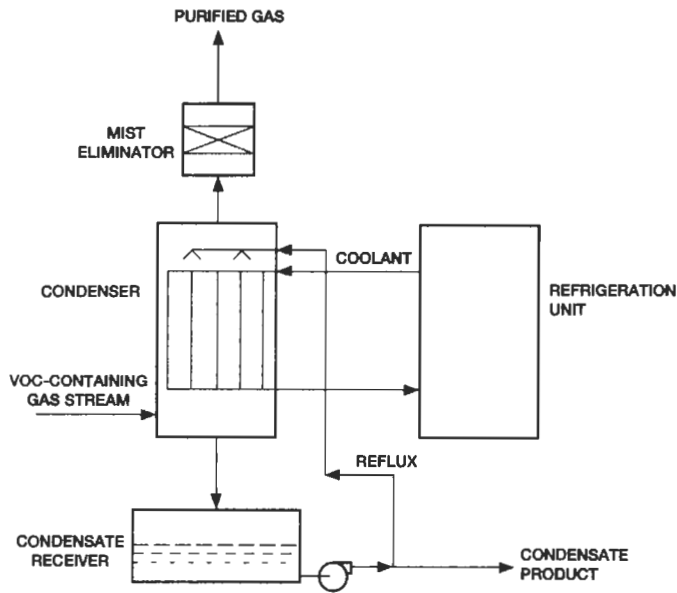 PURIFIED GAS
MIST
ELIMINATOR
COOLANT
CONDENSER
REFRIGERATION
UNIT
VOC-CONTAINING
GAS STREAM
REFLUX
CONDENSATE
RECEIVER
CONDENSATE
PRODUCT